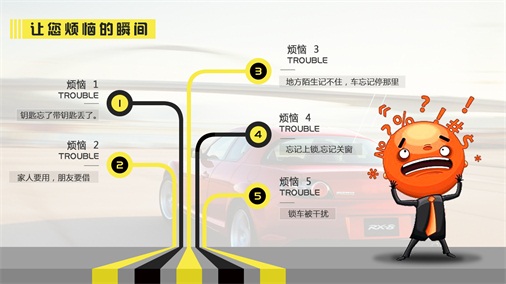 让您烦恼的瞬间
烦恼 1
TROUBLE
钥匙忘了带钥匙丢了。
烦恼 2
TROUBLE
家人要用，朋友要借
烦恼 3
TROUBLE
地方陌生记不住，车忘记停那里
烦恼 4
TROUBLE
忘记上锁,忘记关窗
烦恼 5
TROUBLE
锁车被干扰
1
2
3
4
5
RX-8